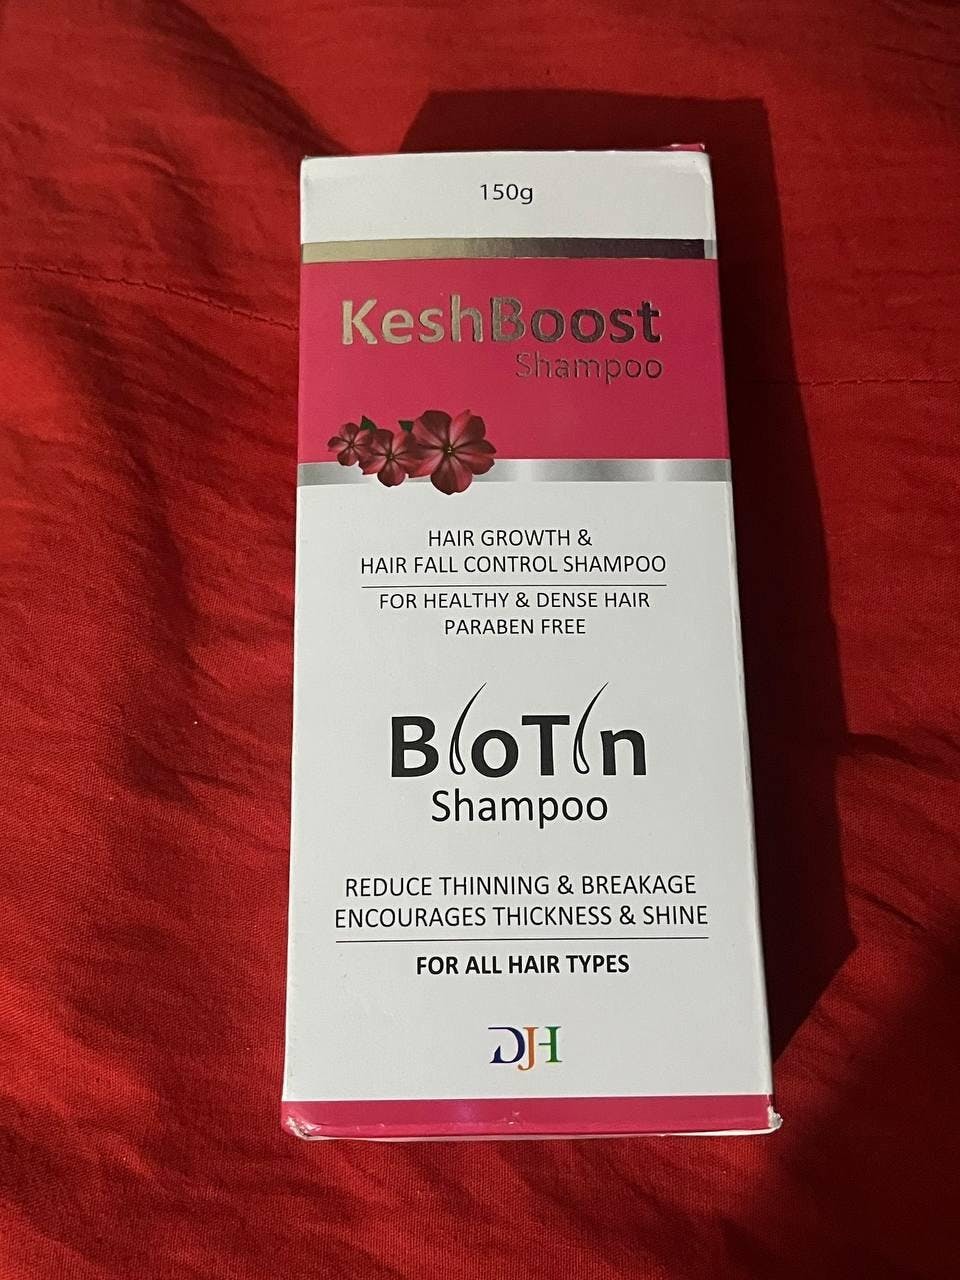 150g
KeshBoost
Shampoo
HAIR GROWTH &
HAIR FALL CONTROL SHAMPOO
FOR HEALTHY & DENSE HAIR
PARABEN FREE
BioTin
Shampoo
REDUCE THINNING & BREAKAGE
ENCOURAGES THICKNESS & SHINE
FOR ALL HAIR TYPES
DJH